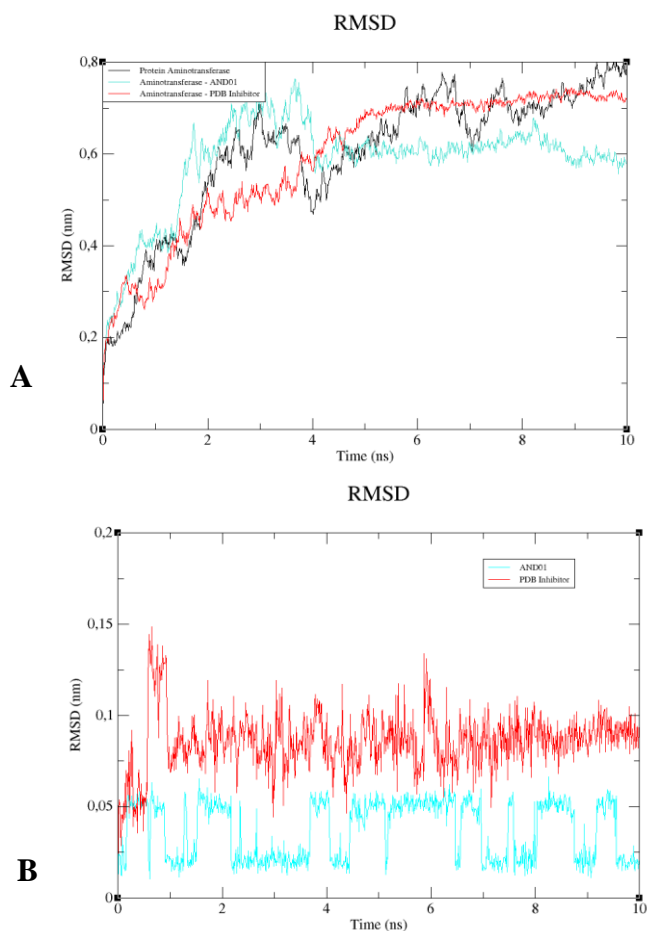 RMSD
0,8
Protein Aminotransferase
Aminotransferase - AND01
Aminotransferase - PDB Inhibitor
0,6
RMSD (nm)
0,4
0,2
0
0 2 4 6 8 10
Time (ns)
A
RMSD
0,2
AND01
PDB Inhibitor
0,15
RMSD (nm)
0,1
0,05
0
0 2 4 6 8 10
Time (ns)
B